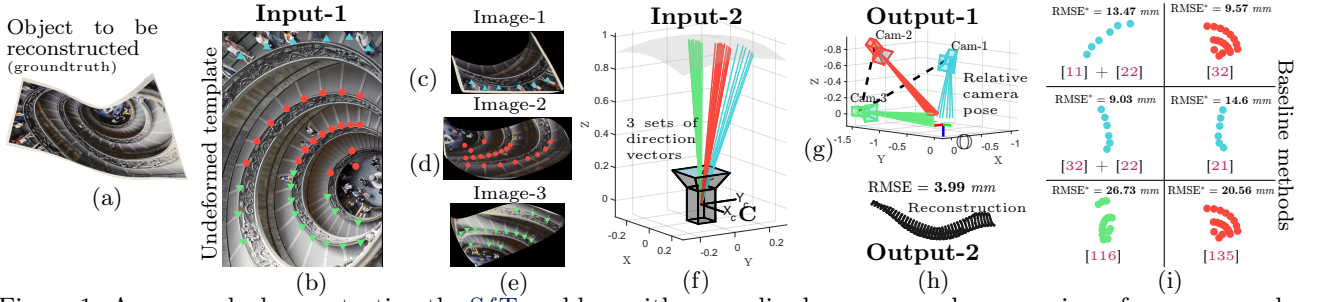 Object to be
reconstructed
(groundtruth)
(a)
Input-1
Undeformed template
(b)
Image-1
(c)
Image-2
(d)
Image-3
(e)
Input-2
1
0.8
0.6
0.4
0.2
0
Z
3 sets of
direction
vectors
Y_c
X_c C
-0.2
0
0.2
X
-0.2
0
0.2
Y
(f)
Output-1
Cam-2
Cam-1
Cam-3
-0.8
-0.6
-0.4
-0.2
0
Z
Relative
camera
pose
O
-1.5
-1
-0.5
0
Y
0
-0.5
-1
X
(g)
RMSE = 3.99 mm
Reconstruction
Output-2
(h)
RMSE* = 13.47 mm
[11] + [22]
RMSE* = 9.57 mm
[32]
RMSE* = 9.03 mm
[32] + [22]
RMSE* = 14.6 mm
[21]
RMSE* = 26.73 mm
[116]
RMSE* = 20.56 mm
[135]
Baseline methods
(i)